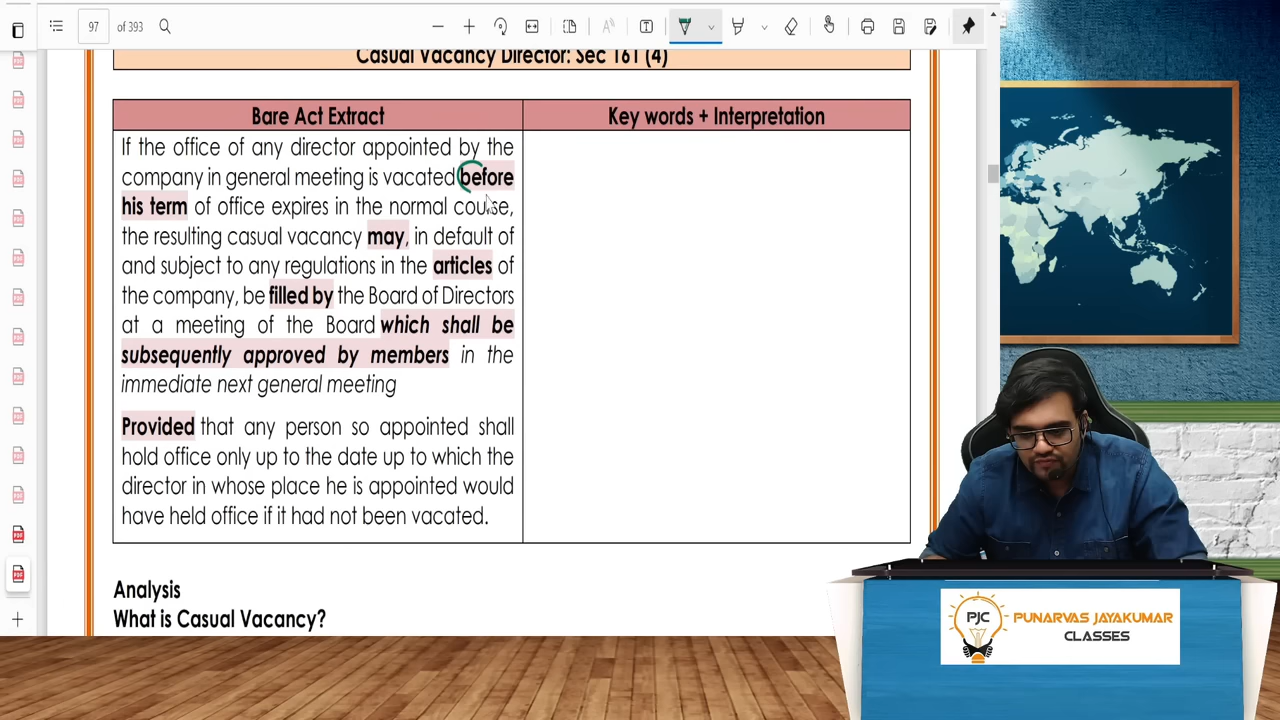 97 of 393
Casual Vacancy Director: Sec 161 (4)
Bare Act Extract
Key words + Interpretation
If the office of any director appointed by the
company in general meeting is vacated before
his term of office expires in the normal course,
the resulting casual vacancy may, in default of
and subject to any regulations in the articles of
the company, be filled by the Board of Directors
at a meeting of the Board which shall be
subsequently approved by members in the
immediate next general meeting
Provided that any person so appointed shall
hold office only up to the date up to which the
director in whose place he is appointed would
have held office if it had not been vacated.
Analysis
What is Casual Vacancy?
PJC
PUNARVAS JAYAKUMAR
CLASSES